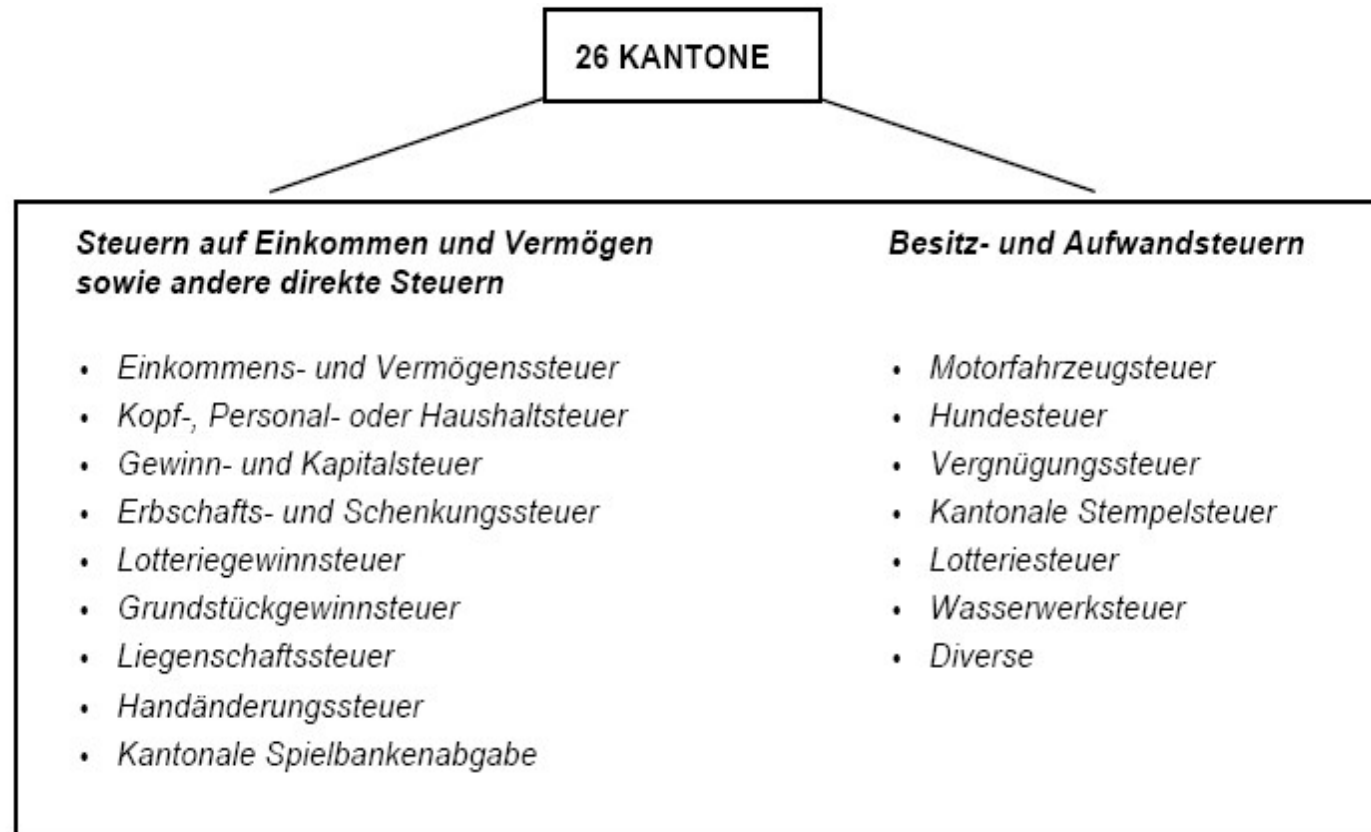 26 KANTONE
Steuern auf Einkommen und Vermögen
sowie andere direkte Steuern
• Einkommens- und Vermögenssteuer
• Kopf-, Personal- oder Haushaltsteuer
• Gewinn- und Kapitalsteuer
• Erbschafts- und Schenkungssteuer
• Lotteriegewinnsteuer
• Grundstückgewinnsteuer
• Liegenschaftssteuer
• Handänderungssteuer
• Kantonale Spielbankenabgabe
Besitz- und Aufwandsteuern
• Motorfahrzeugsteuer
• Hundesteuer
• Vergnügungssteuer
• Kantonale Stempelsteuer
• Lotteriesteuer
• Wasserwerksteuer
• Diverse